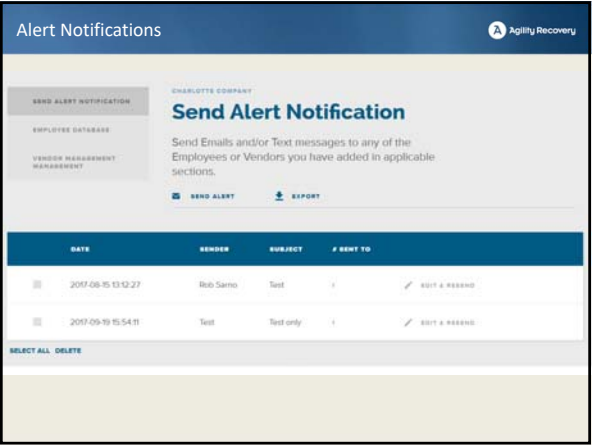 Alert Notifications
Agility Recovery
CHARLOTTE COMPANY
Send Alert Notification
SEND ALERT NOTIFICATION
EMPLOYEE DATABASE
VENDOR MANAGEMENT
MANAGEMENT
Send Emails and/or Text messages to any of the
Employees or Vendors you have added in applicable
sections.
SEND ALERT EXPORT
DATE SENDER SUBJECT # SENT TO
2017-08-15 13:12:27 Rob Sarno Test EDIT & RESEND
2017-09-19 15:54:11 Test Test only EDIT & RESEND
SELECT ALL DELETE